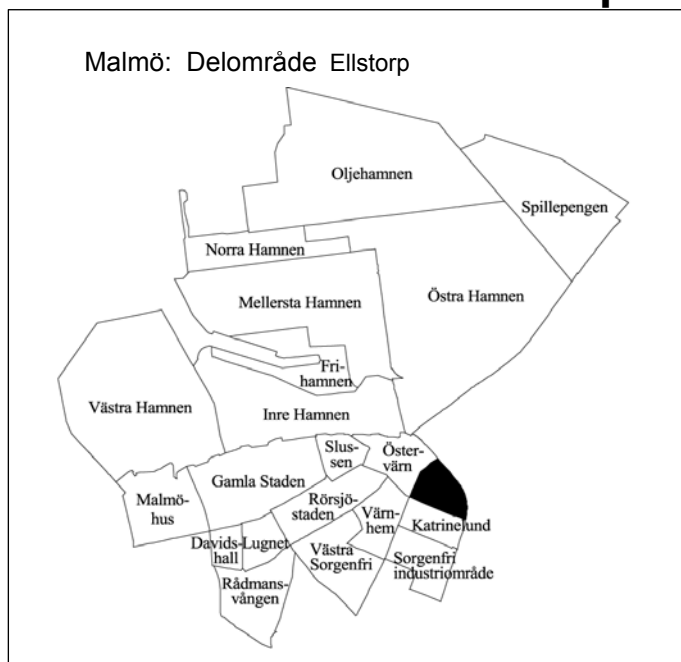 Malmö: Delområde Ellstorp
Oljehamnen
Spillepengen
Norra Hamnen
Mellersta Hamnen
Östra Hamnen
Fri-
hamnen
Västra Hamnen
Inre Hamnen
Slus-
sen
Öster-
värn
Gamla Staden
Malmö-
hus
Rörsjö-
staden
Värn-
hem
Katrinelund
Davids-
hall
Lugnet
Västra
Sorgenfri
Sorgenfri
industriområde
Rådmans-
vången